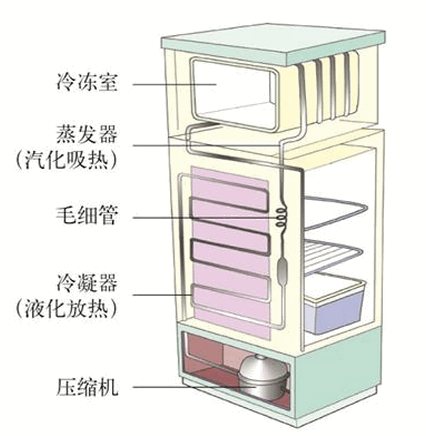 冷冻室
蒸发器
（汽化吸热）
毛细管
冷凝器
（液化放热）
压缩机